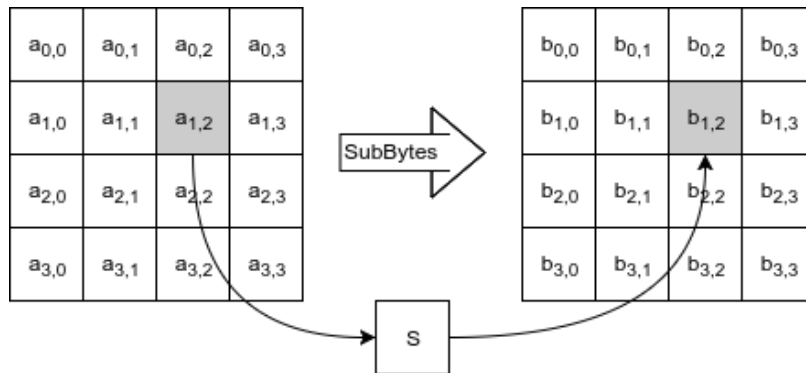 a0,0 a0,1 a0,2 a0,3 b0,0 b0,1 b0,2 b0,3
a1,0 a1,1 a1,2 a1,3 b1,0 b1,1 b1,2 b1,3
SubBytes
a2,0 a2,1 a2,2 a2,3 b2,0 b2,1 b2,2 b2,3
a3,0 a3,1 a3,2 a3,3 b3,0 b3,1 b3,2 b3,3
S